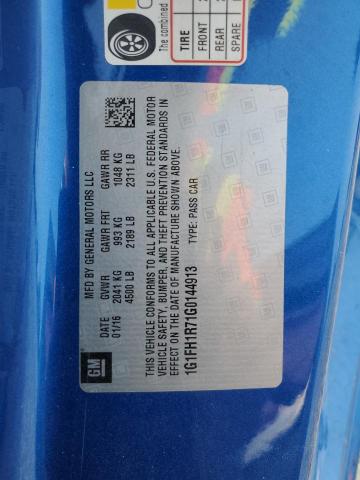 The combined
TIRE
FRONT
REAR
SPARE
MFD BY GENERAL MOTORS LLC
DATE GVWR GAWR FRT GAWR RR
01/16 2041 KG 993 KG 1048 KG
4500 LB 2189 LB 2311 LB
THIS VEHICLE CONFORMS TO ALL APPLICABLE U.S. FEDERAL MOTOR
VEHICLE SAFETY, BUMPER, AND THEFT PREVENTION STANDARDS IN
EFFECT ON THE DATE OF MANUFACTURE SHOWN ABOVE.
1G1FH1R71G0144913 TYPE: PASS CAR
GM